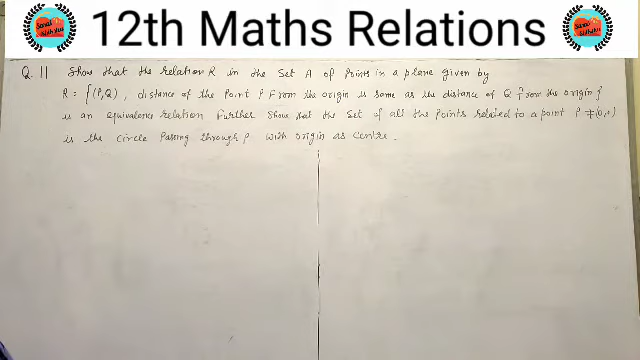 12th Maths Relations
Q. 11 Show that the relation R in the Set A of Points in a plane given by
R = {(P,Q), distance of the point P From the origin is same as the distance of Q From the origin}
is an equivalence relation Further Show that the Set of all the Points related to a point P ≠ (0,0)
is the Circle Passing through P with origin as Centre.